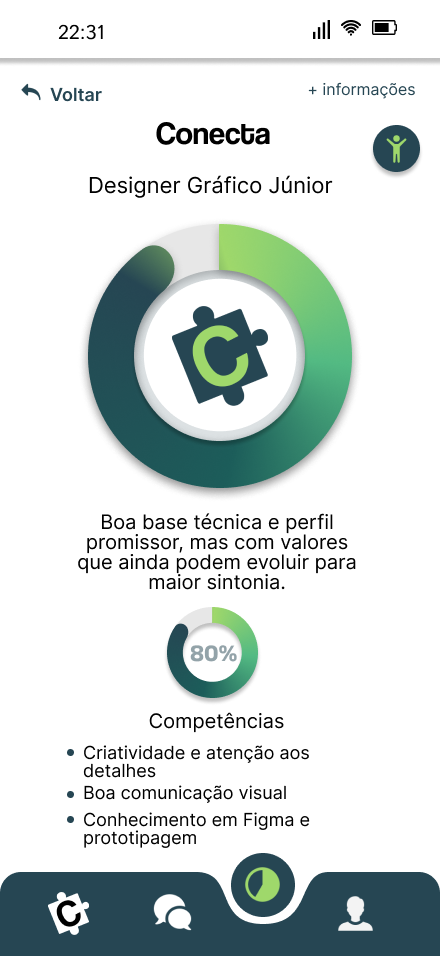 22:31
Voltar
+ informações
Conecta
Designer Gráfico Júnior
C
Boa base técnica e perfil
promissor, mas com valores
que ainda podem evoluir para
maior sintonia.
80%
Competências
• Criatividade e atenção aos
detalhes
• Boa comunicação visual
• Conhecimento em Figma e
prototipagem
C